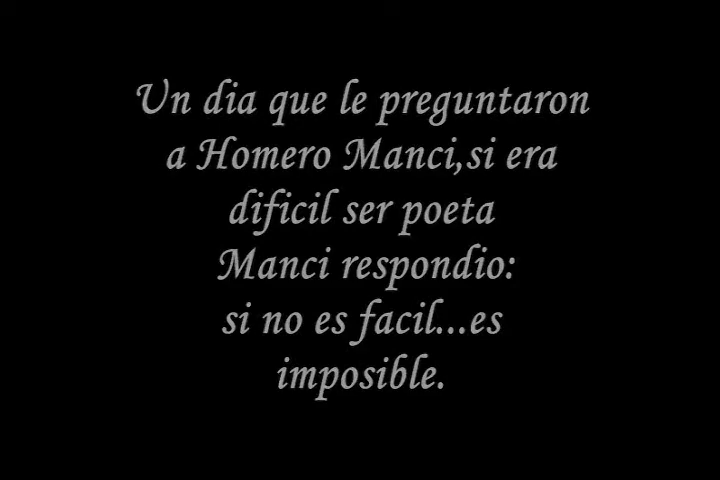 Un dia que le preguntaron
a Homero Manci,si era
dificil ser poeta
Manci respondio:
si no es facil...es
imposible.